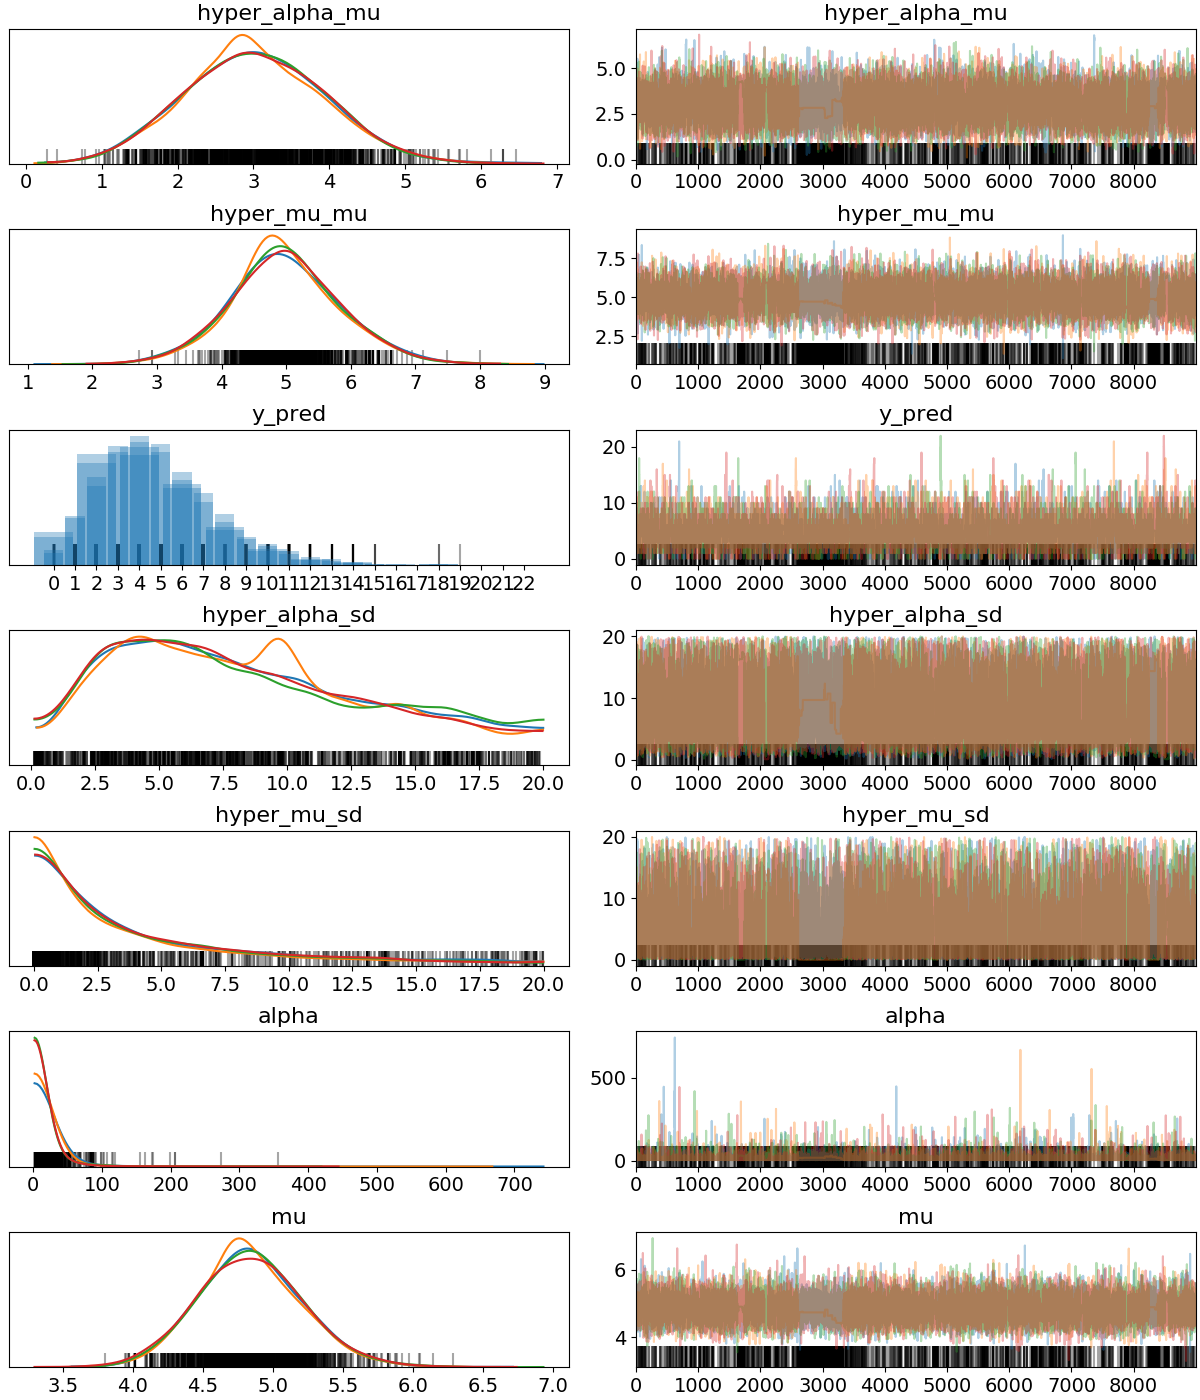 hyper_alpha_mu hyper_alpha_mu
5.0
2.5
0.0
0 1 2 3 4 5 6 7 0 1000 2000 3000 4000 5000 6000 7000 8000
hyper_mu_mu hyper_mu_mu
7.5
5.0
2.5
1 2 3 4 5 6 7 8 9 0 1000 2000 3000 4000 5000 6000 7000 8000
y_pred y_pred
20
10
0
0 1 2 3 4 5 6 7 8 9 10 11 12 13 14 15 16 17 18 19 20 21 22 0 1000 2000 3000 4000 5000 6000 7000 8000
hyper_alpha_sd hyper_alpha_sd
20
10
0
0.0 2.5 5.0 7.5 10.0 12.5 15.0 17.5 20.0 0 1000 2000 3000 4000 5000 6000 7000 8000
hyper_mu_sd hyper_mu_sd
20
10
0
0.0 2.5 5.0 7.5 10.0 12.5 15.0 17.5 20.0 0 1000 2000 3000 4000 5000 6000 7000 8000
alpha alpha
500
0
0 100 200 300 400 500 600 700 0 1000 2000 3000 4000 5000 6000 7000 8000
mu mu
6
4
3.5 4.0 4.5 5.0 5.5 6.0 6.5 7.0 0 1000 2000 3000 4000 5000 6000 7000 8000